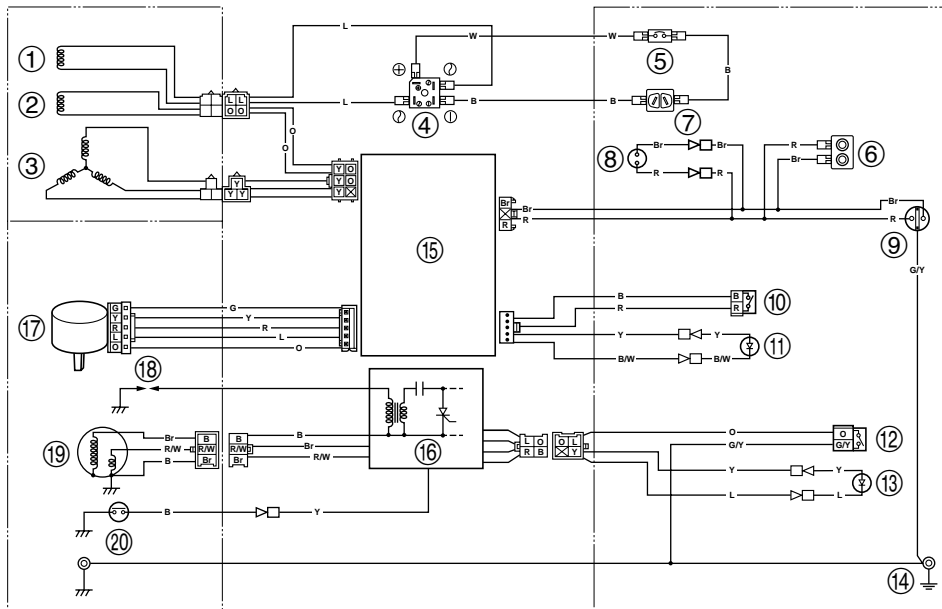 L
W W
① L L ⑤
B
② O O L B B
④ ⑦
O O
Br Br R ⑥
③ ⑧ Br
Y Y O R R
Y Y Y O
Y
Br Br Br
R R R
⑨
⑮ G/Y
G G B B ⑩
Y Y R R
⑰ R R Y Y ⑪
L L
O O B/W B/W
⑱
Br B B L O O L O O ⑫
R/W R/W R/W Br R B Y G/Y G/Y
⑲ B Br Br R/W ⑯ Y Y ⑬
L L
B Y
⑳
⑭